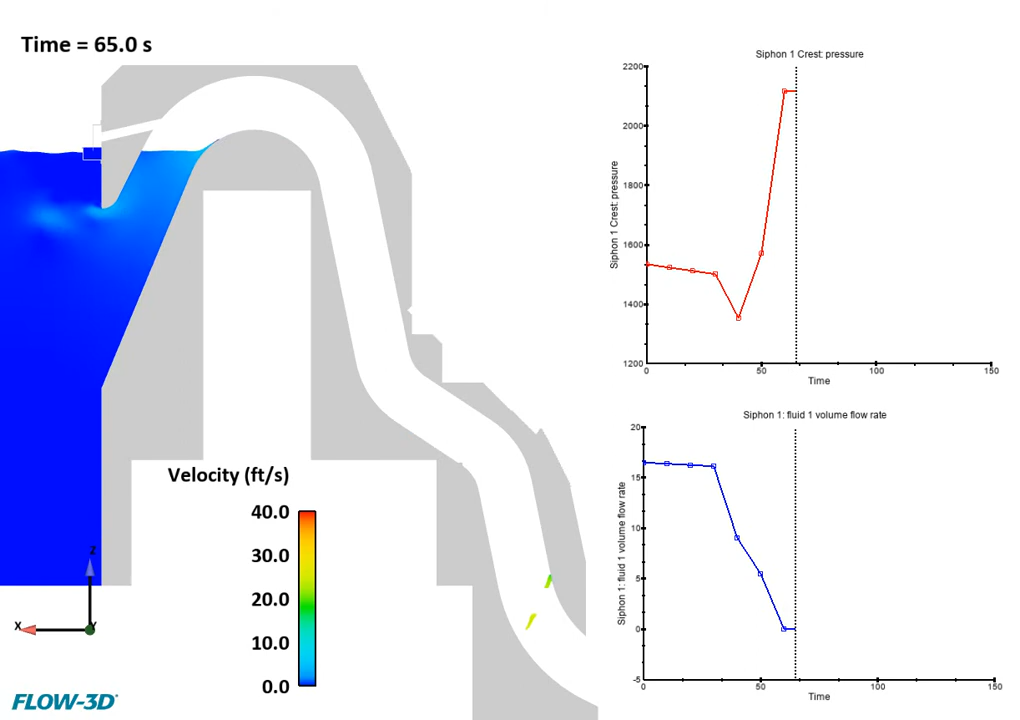 Time = 65.0 s
Velocity (ft/s)
40.0
30.0
20.0
10.0
0.0
Z
X
Y
FLOW-3D
Siphon 1 Crest: pressure
Siphon 1 Crest: pressure
2200
2000
1800
1600
1400
1200
0
50
100
150
Time
Siphon 1: fluid 1 volume flow rate
Siphon 1: fluid 1 volume flow rate
20
15
10
5
0
-5
0
50
100
150
Time